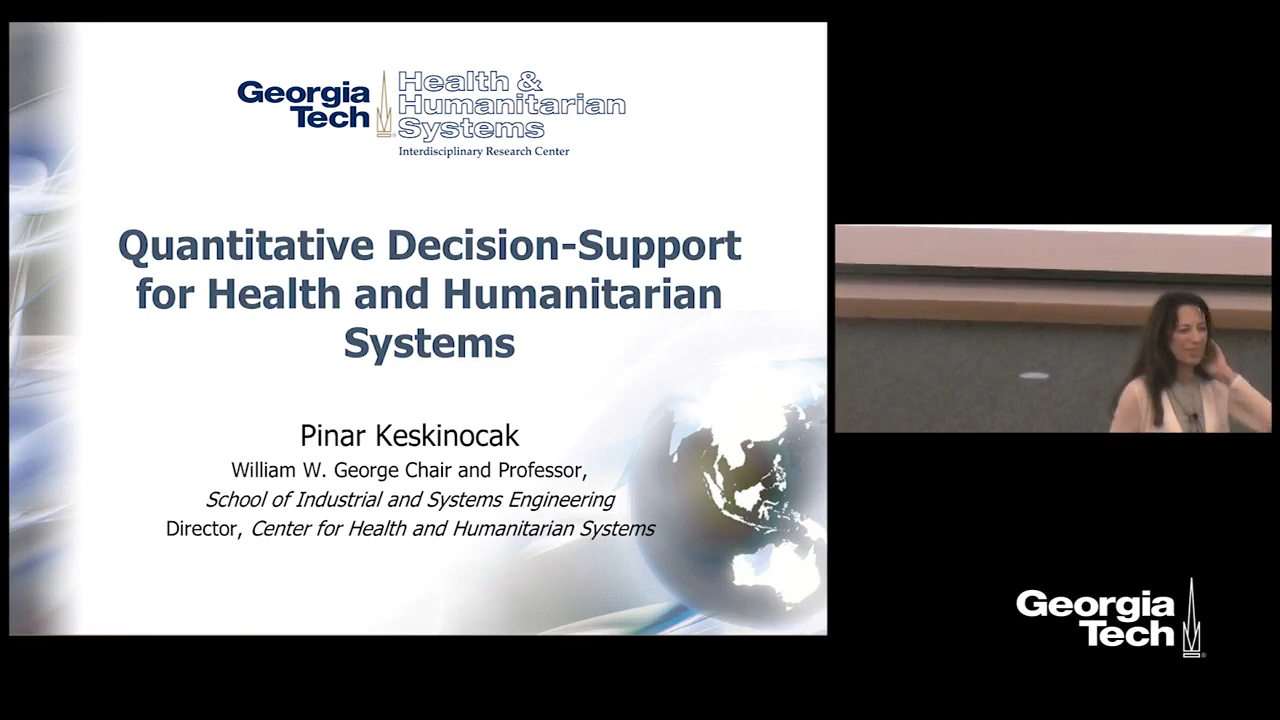 Georgia
Tech
Health &
Humanitarian
Systems
Interdisciplinary Research Center
Quantitative Decision-Support
for Health and Humanitarian
Systems
Pinar Keskinocak
William W. George Chair and Professor,
School of Industrial and Systems Engineering
Director, Center for Health and Humanitarian Systems
Georgia
Tech